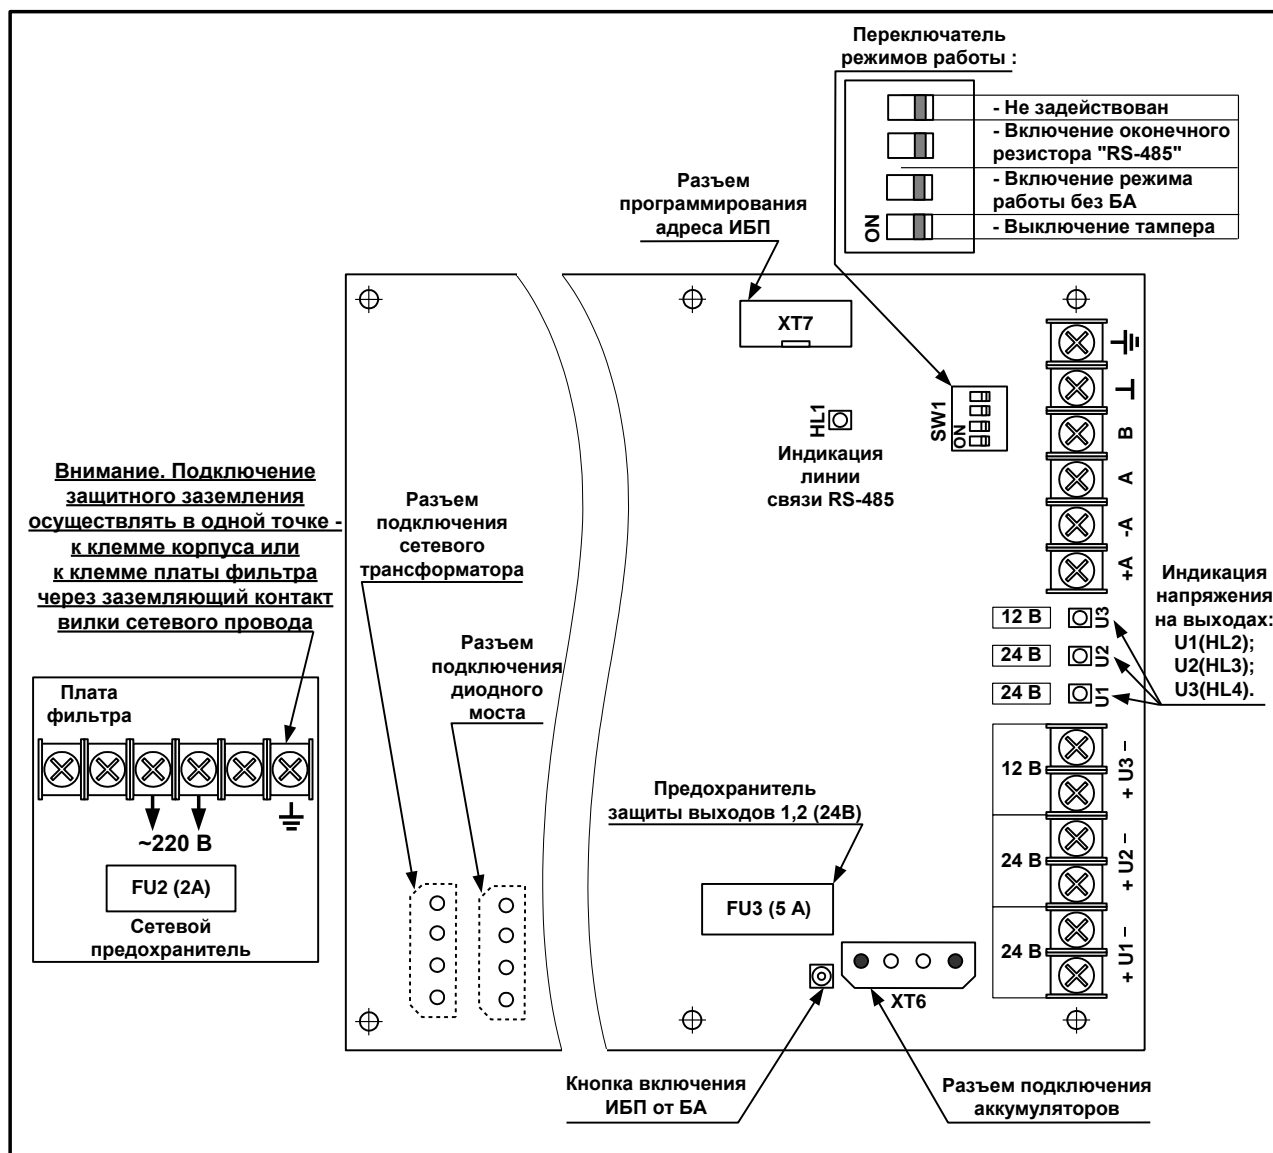 Переключатель
режимов работы :
- Не задействован
- Включение оконечного
резистора "RS-485"
- Включение режима
работы без БА
- Выключение тампера
ON
Разъем
программирования
адреса ИБП
XT7
HL1
Индикация
линии
связи RS-485
SW1
ON
B
A
-A
+A
Внимание. Подключение
защитного заземления
осуществлять в одной точке -
к клемме корпуса или
к клемме платы фильтра
через заземляющий контакт
вилки сетевого провода
Разъем
подключения
сетевого
трансформатора
Разъем
подключения
диодного
моста
Индикация
напряжения
на выходах:
U1(HL2);
U2(HL3);
U3(HL4).
12 В
U3
24 В
U2
24 В
U1
Плата
фильтра
~220 В
FU2 (2А)
Сетевой
предохранитель
Предохранитель
защиты выходов 1,2 (24В)
FU3 (5 А)
12 В
+ U3 –
24 В
+ U2 –
24 В
+ U1 –
XT6
Кнопка включения
ИБП от БА
Разъем подключения
аккумуляторов